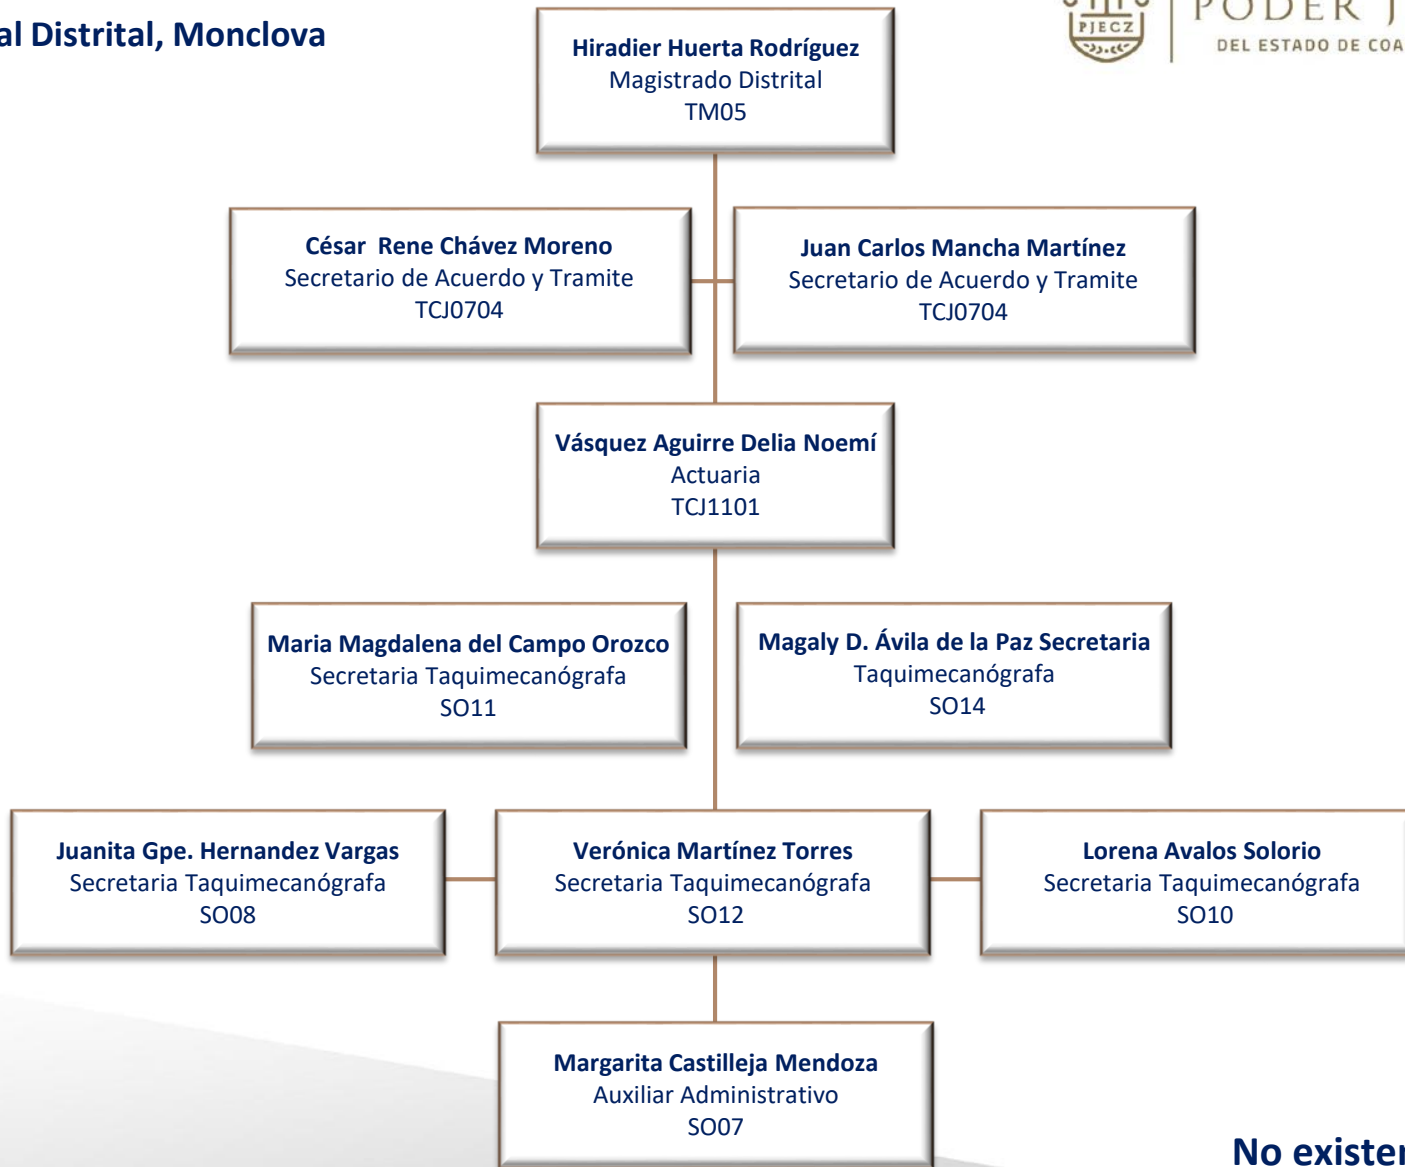 al Distrital, Monclova
PJECZ
PODER J
DEL ESTADO DE COA
Hiradier Huerta Rodríguez
Magistrado Distrital
TM05
César  Rene Chávez Moreno
Secretario de Acuerdo y Tramite
TCJ0704
Juan Carlos Mancha Martínez
Secretario de Acuerdo y Tramite
TCJ0704
Vásquez Aguirre Delia Noemí
Actuaria
TCJ1101
Maria Magdalena del Campo Orozco
Secretaria Taquimecanógrafa
SO11
Magaly D. Ávila de la Paz Secretaria
Taquimecanógrafa
SO14
Juanita Gpe. Hernandez Vargas
Secretaria Taquimecanógrafa
SO08
Verónica Martínez Torres
Secretaria Taquimecanógrafa
SO12
Lorena Avalos Solorio
Secretaria Taquimecanógrafa
SO10
Margarita Castilleja Mendoza
Auxiliar Administrativo
SO07
No existen